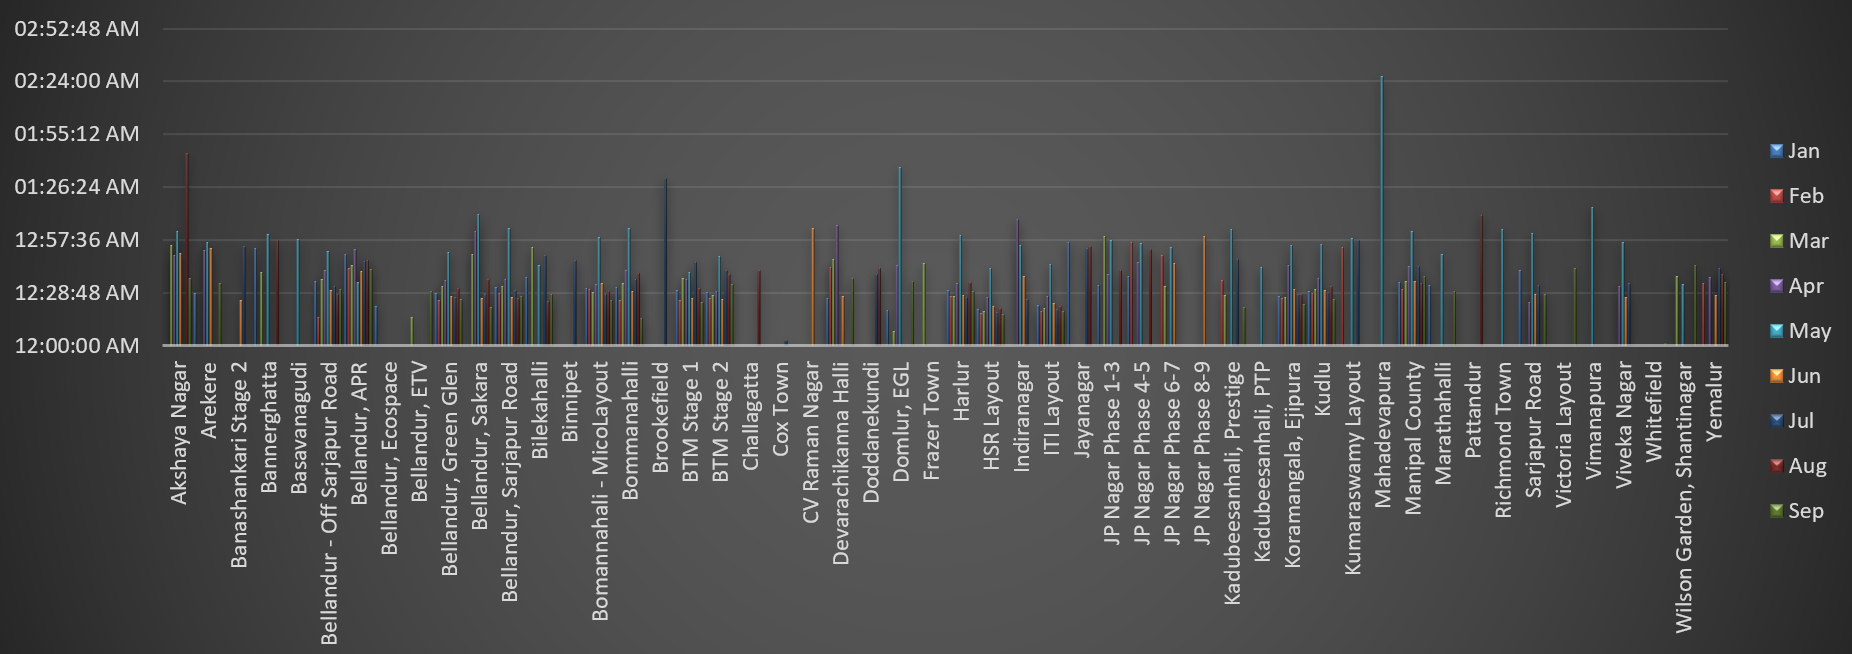 02:52:48 AM
02:24:00 AM
01:55:12 AM
01:26:24 AM
12:57:36 AM
12:28:48 AM
12:00:00 AM
Akshaya Nagar
Arekere
Banashankari Stage 2
Bannerghatta
Basavanagudi
Bellandur - Off Sarjapur Road
Bellandur, APR
Bellandur, Ecospace
Bellandur, ETV
Bellandur, Green Glen
Bellandur, Sakara
Bellandur, Sarjapur Road
Bilekahalli
Binnipet
Bomannahali - MicoLayout
Bommanahalli
Brookefield
BTM Stage 1
BTM Stage 2
Challagatta
Cox Town
CV Raman Nagar
Devarachikanna Halli
Doddanekundi
Domlur, EGL
Frazer Town
Harlur
HSR Layout
Indiranagar
ITI Layout
Jayanagar
JP Nagar Phase 1-3
JP Nagar Phase 4-5
JP Nagar Phase 6-7
JP Nagar Phase 8-9
Kadubeesanhali, Prestige
Kadubeesanahali, PTP
Koramangala, Ejipura
Kudlu
Kumaraswamy Layout
Mahadevapura
Manipal County
Marathahalli
Pattandur
Richmond Town
Sarjapur Road
Victoria Layout
Vimanapura
Viveka Nagar
Whitefield
Wilson Garden, Shantinagar
Yemalur
Jan
Feb
Mar
Apr
May
Jun
Jul
Aug
Sep